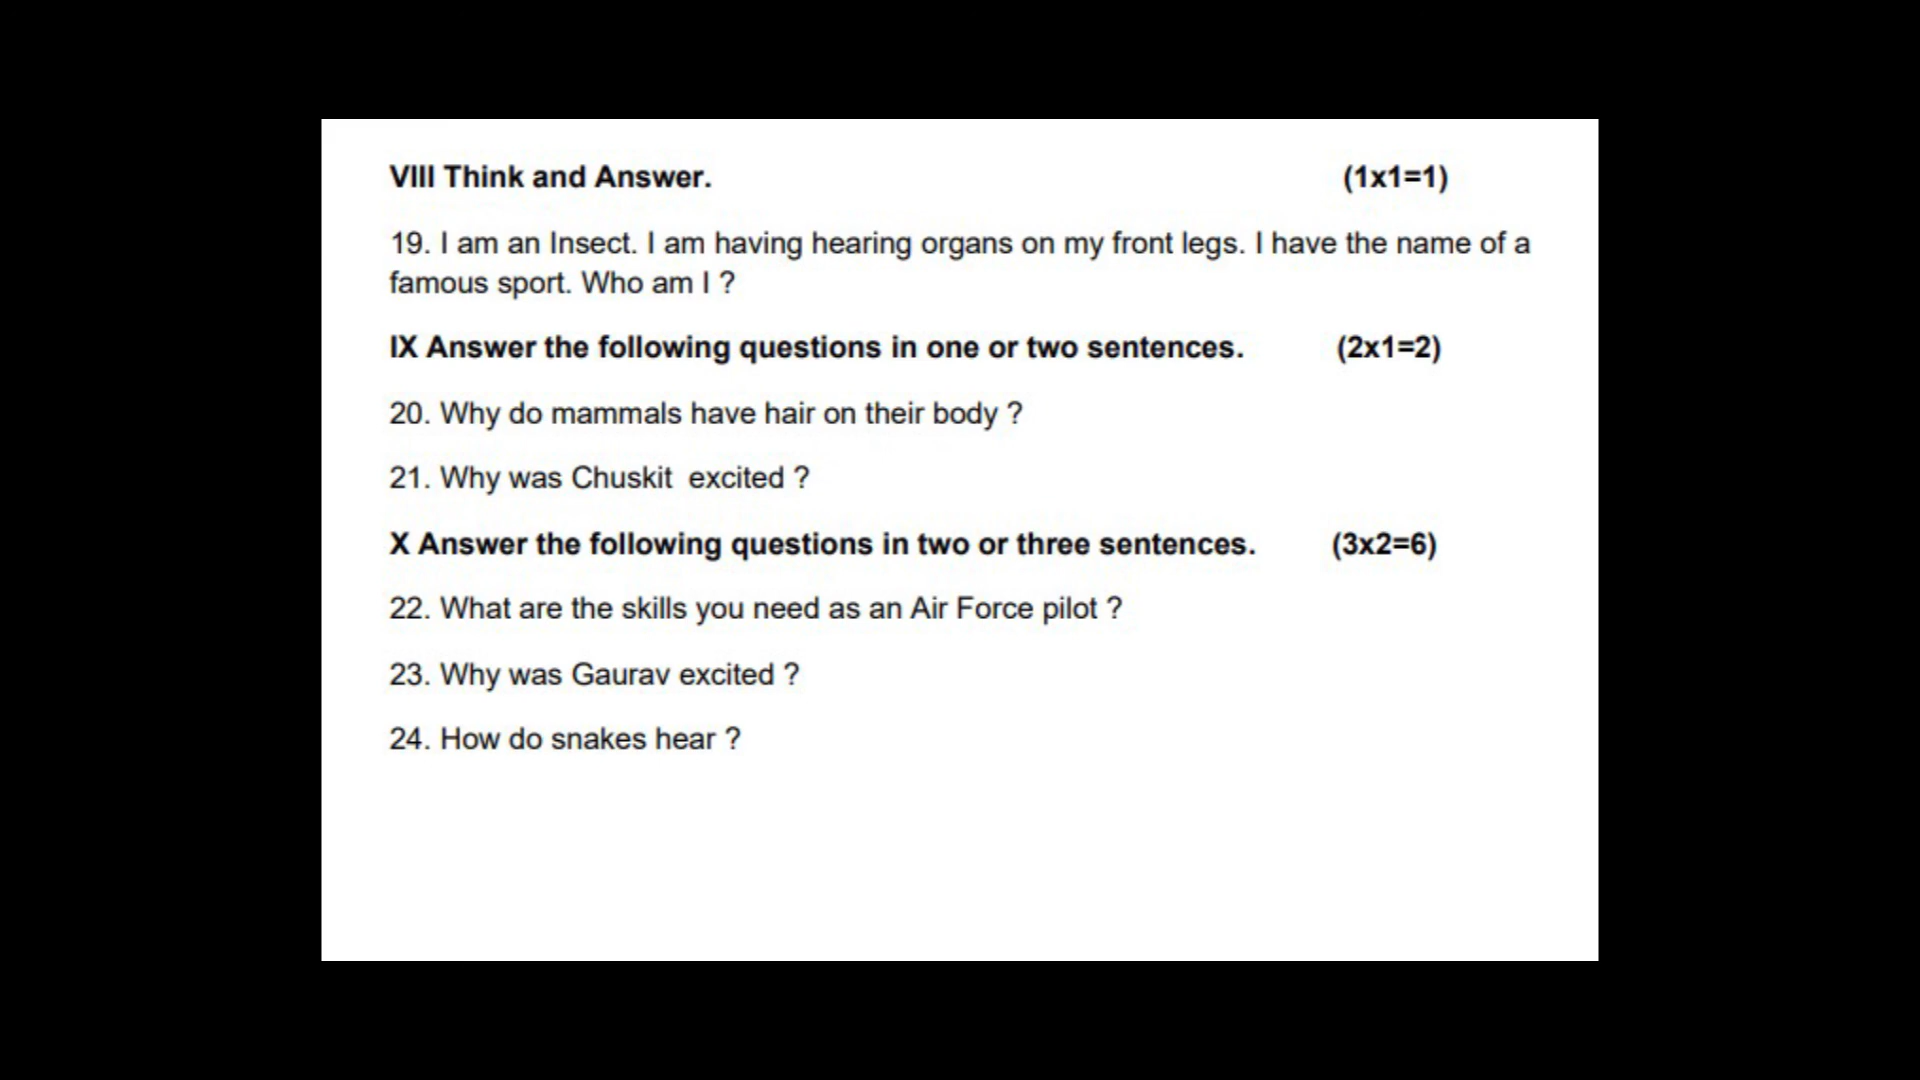 VIII Think and Answer. (1x1=1)
19. I am an Insect. I am having hearing organs on my front legs. I have the name of a
famous sport. Who am I ?
IX Answer the following questions in one or two sentences. (2x1=2)
20. Why do mammals have hair on their body ?
21. Why was Chuskit  excited ?
X Answer the following questions in two or three sentences. (3x2=6)
22. What are the skills you need as an Air Force pilot ?
23. Why was Gaurav excited ?
24. How do snakes hear ?